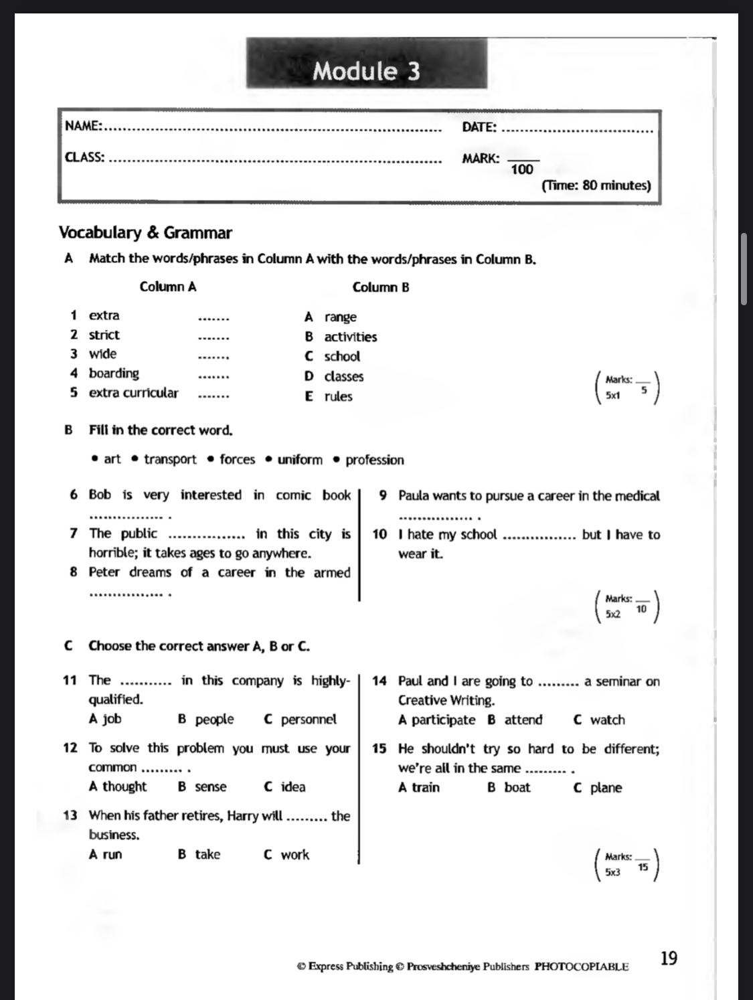 Module 3
NAME:.......................................................................... DATE: .................................
CLASS: ......................................................................... MARK: ____
100
(Time: 80 minutes)
Vocabulary & Grammar
A Match the words/phrases in Column A with the words/phrases in Column B.
Column A Column B
1 extra ....... A range
2 strict ....... B activities
3 wide ....... C school
4 boarding ....... D classes
5 extra curricular ....... E rules
(Marks: ___
5x1 5)
B Fill in the correct word.
• art • transport • forces • uniform • profession
6 Bob is very interested in comic book
................ .
7 The public ................ in this city is
horrible; it takes ages to go anywhere.
8 Peter dreams of a career in the armed
................ .
9 Paula wants to pursue a career in the medical
................ .
10 I hate my school ................ but I have to
wear it.
(Marks: ___
5x2 10)
C Choose the correct answer A, B or C.
11 The ........... in this company is highly-
qualified.
A job B people C personnel
12 To solve this problem you must use your
common ......... .
A thought B sense C idea
13 When his father retires, Harry will ......... the
business.
A run B take C work
14 Paul and I are going to ......... a seminar on
Creative Writing.
A participate B attend C watch
15 He shouldn't try so hard to be different;
we're all in the same ......... .
A train B boat C plane
(Marks: ___
5x3 15)
19
© Express Publishing © Prosveshcheniye Publishers PHOTOCOPIABLE